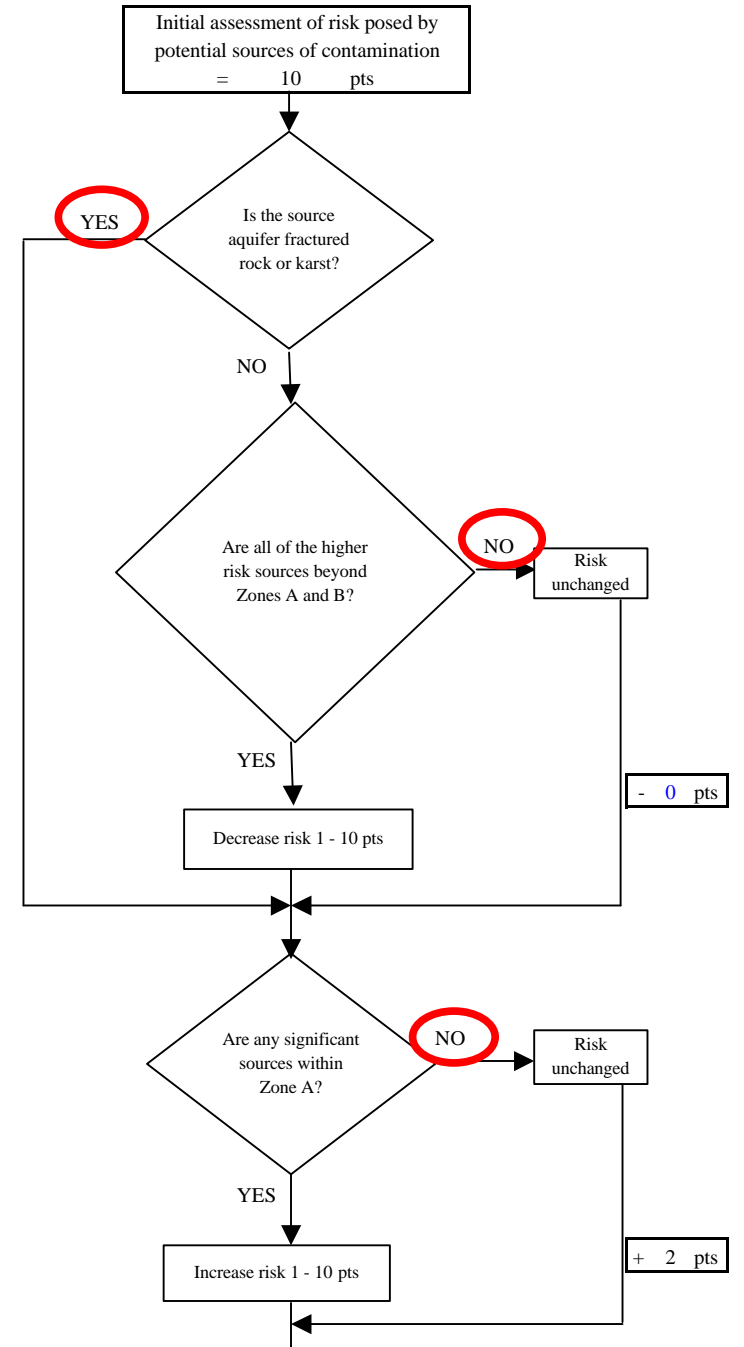 Initial assessment of risk posed by
potential sources of contamination
= 10 pts
YES
Is the source
aquifer fractured
rock or karst?
NO
Are all of the higher
risk sources beyond
Zones A and B?
NO
Risk
unchanged
YES
- 0 pts
Decrease risk 1 - 10 pts
Are any significant
sources within
Zone A?
NO
Risk
unchanged
YES
+ 2 pts
Increase risk 1 - 10 pts